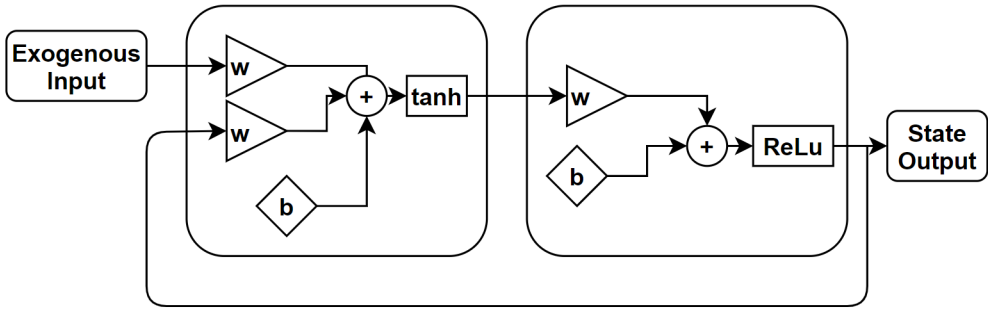 Exogenous
Input
w
w
+
tanh
b
w
+
b
ReLu
State
Output